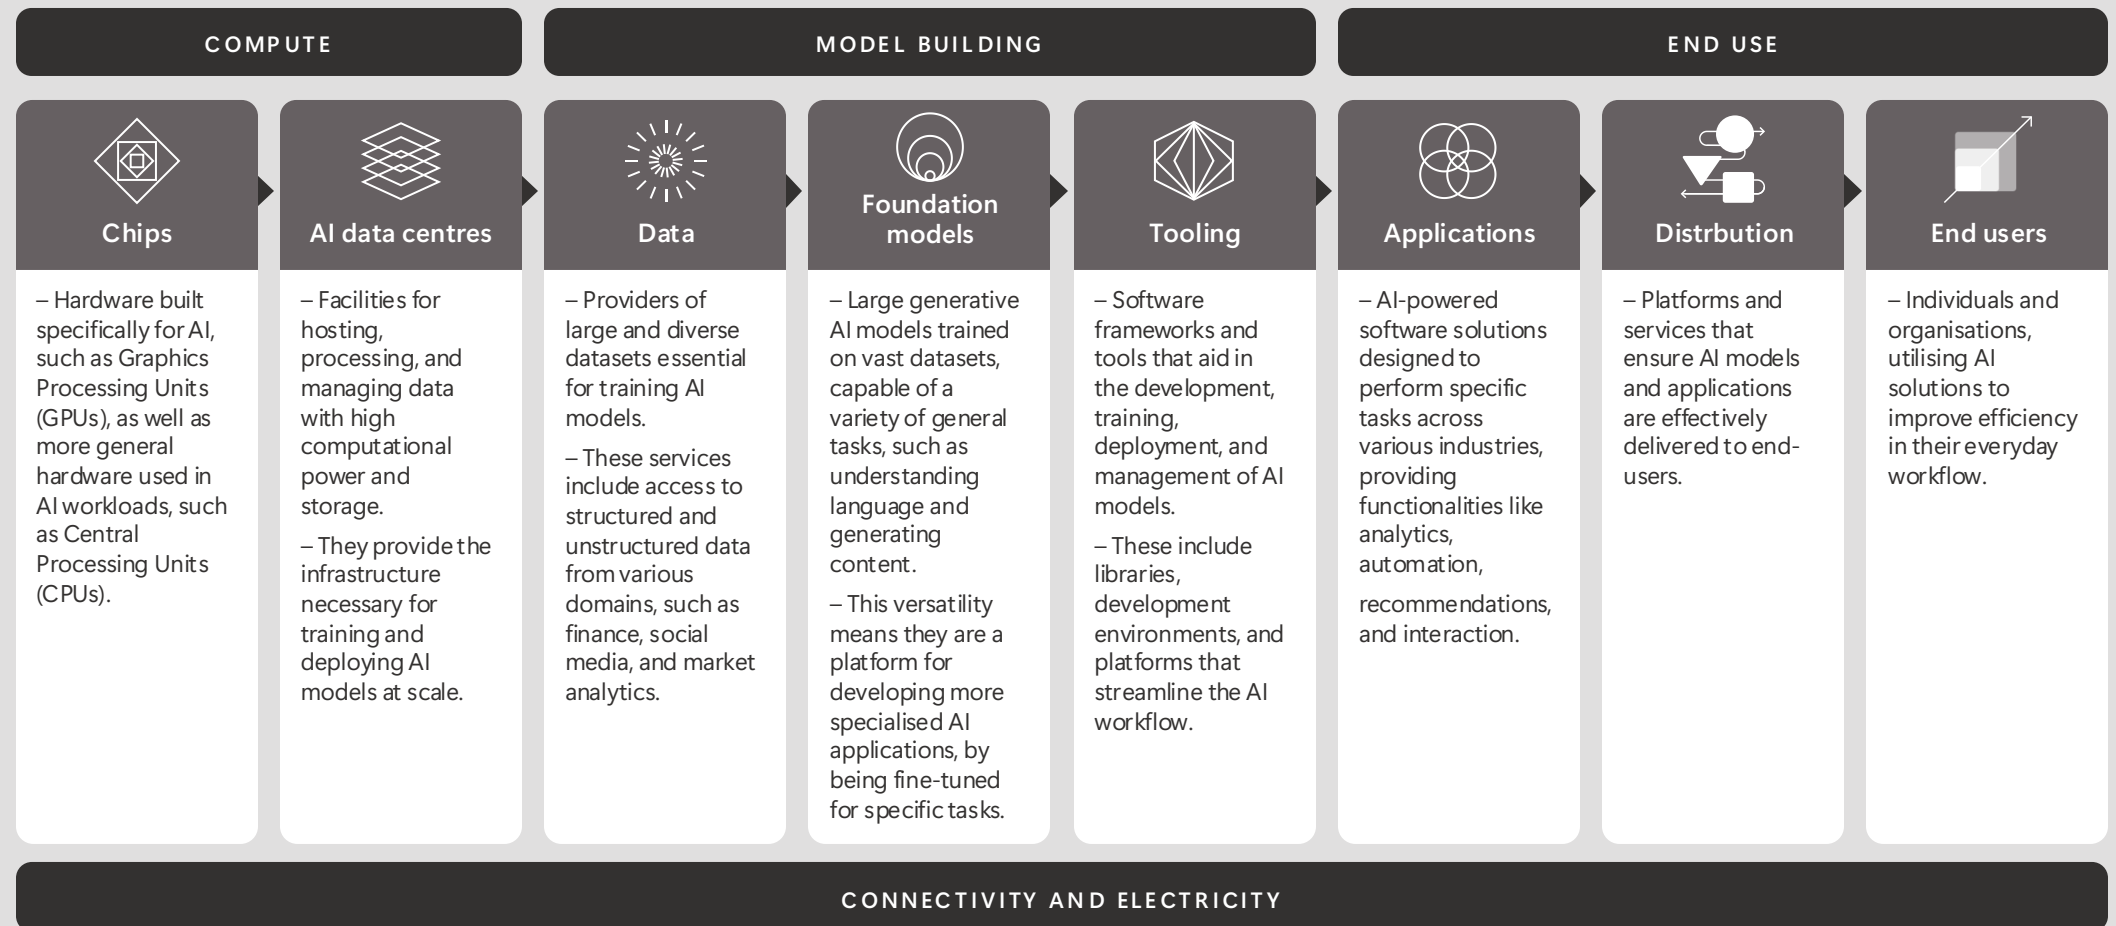 COMPUTE
MODEL BUILDING
END USE
Chips
– Hardware built
specifically for AI,
such as Graphics
Processing Units
(GPUs), as well as
more general
hardware used in
AI workloads, such
as Central
Processing Units
(CPUs).
AI data centres
– Facilities for
hosting,
processing, and
managing data
with high
computational
power and
storage.
– They provide the
infrastructure
necessary for
training and
deploying AI
models at scale.
Data
– Providers of
large and diverse
datasets essential
for training AI
models.
– These services
include access to
structured and
unstructured data
from various
domains, such as
finance, social
media, and market
analytics.
Foundation
models
– Large generative
AI models trained
on vast datasets,
capable of a
variety of general
tasks, such as
understanding
language and
generating
content.
– This versatility
means they are a
platform for
developing more
specialised AI
applications, by
being fine-tuned
for specific tasks.
Tooling
– Software
frameworks and
tools that aid in
the development,
training,
deployment, and
management of AI
models.
– These include
libraries,
development
environments, and
platforms that
streamline the AI
workflow.
Applications
– AI-powered
software solutions
designed to
perform specific
tasks across
various industries,
providing
functionalities like
analytics,
automation,
recommendations,
and interaction.
Distrbution
– Platforms and
services that
ensure AI models
and applications
are effectively
delivered to end-
users.
End users
– Individuals and
organisations,
utilising AI
solutions to
improve efficiency
in their everyday
workflow.
CONNECTIVITY AND ELECTRICITY